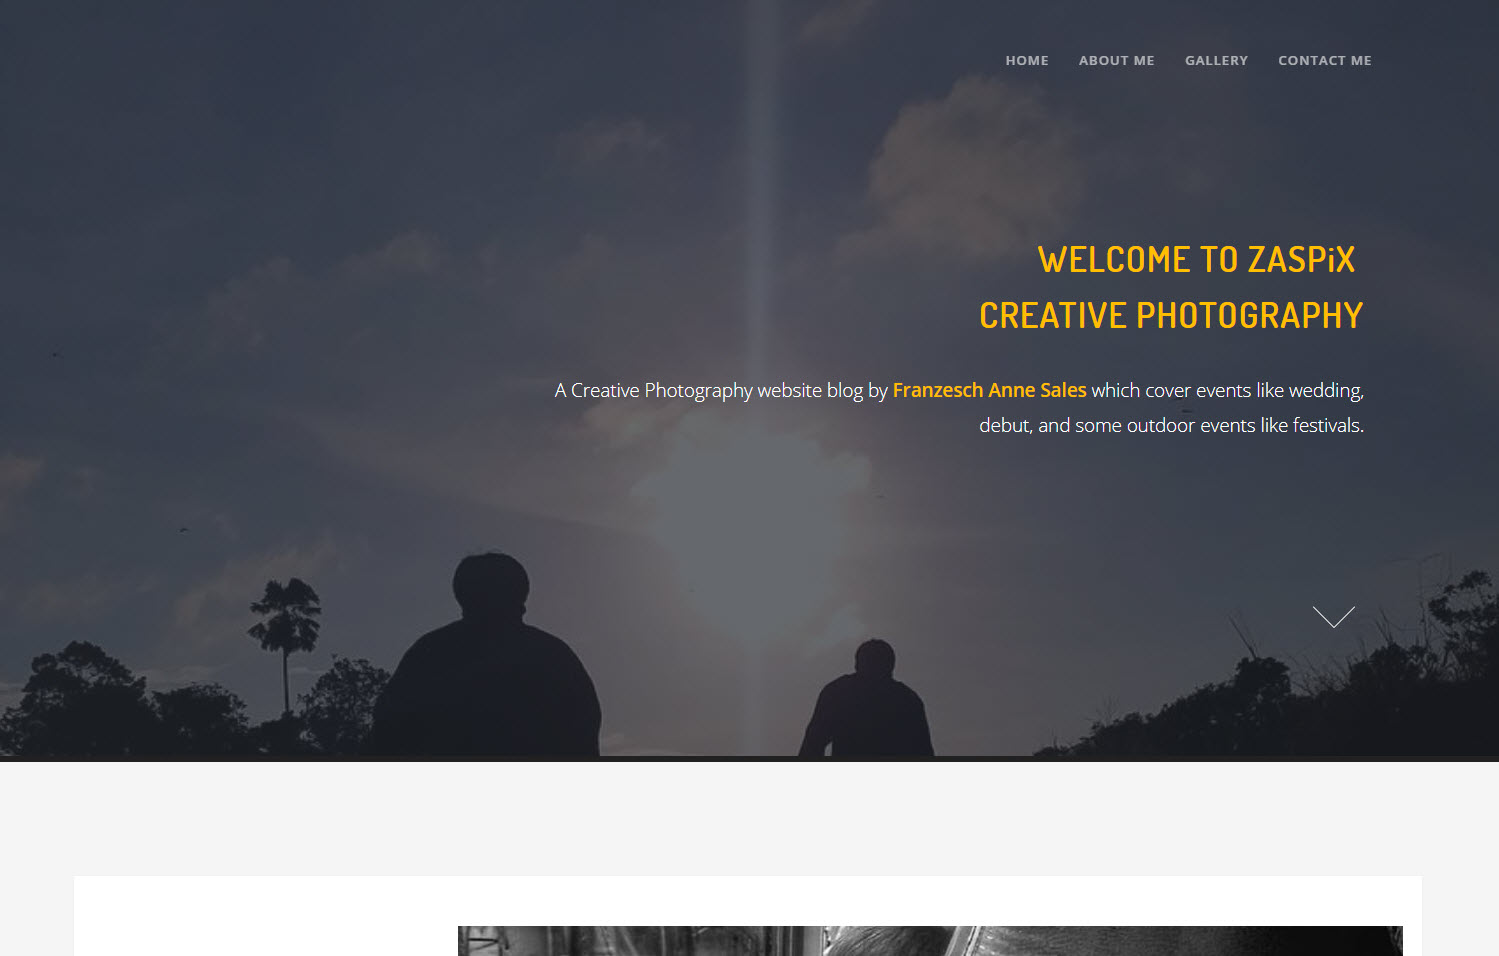 HOME ABOUT ME GALLERY CONTACT ME
WELCOME TO ZASPiX
CREATIVE PHOTOGRAPHY
A Creative Photography website blog by Franzesch Anne Sales which cover events like wedding,
debut, and some outdoor events like festivals.